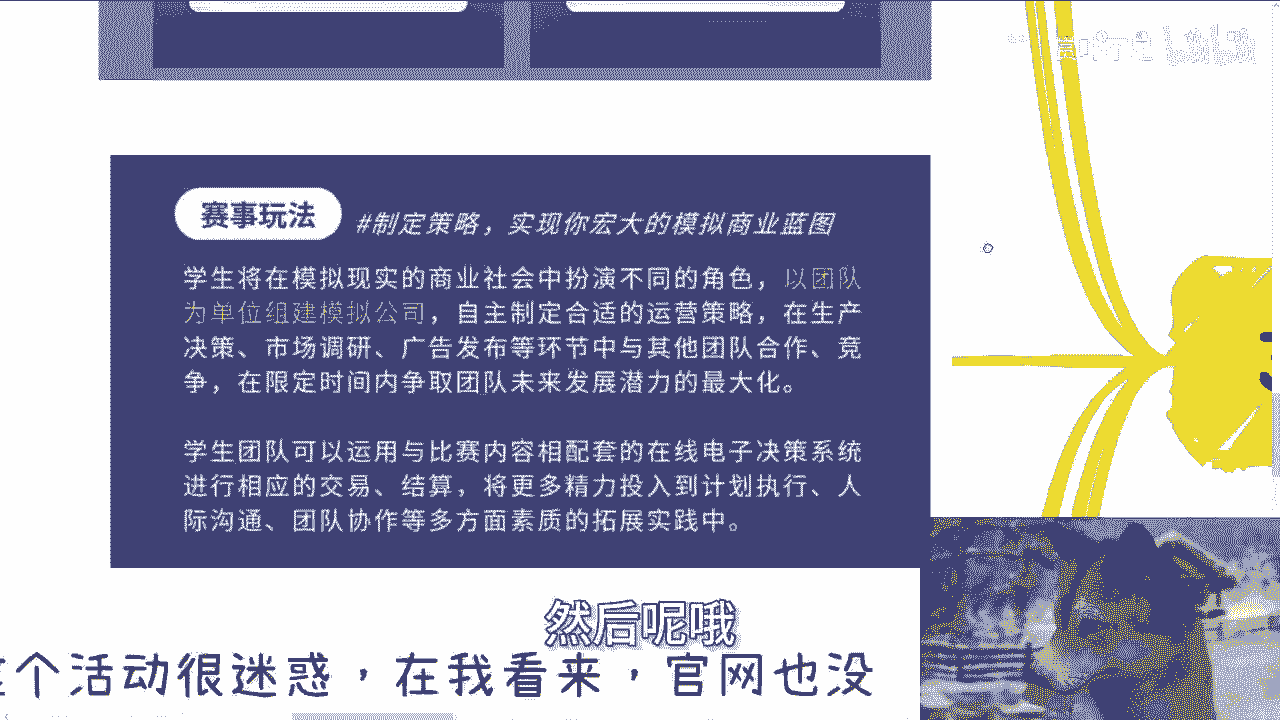 赛事玩法
#制定策略，实现你宏大的模拟商业蓝图
学生将在模拟现实的商业社会中扮演不同的角色，以团队
为单位组建模拟公司，自主制定合适的运营策略，在生产
决策、市场调研、广告发布等环节中与其他团队合作、竞
争，在限定时间内争取团队未来发展潜力的最大化。
学生团队可以运用与比赛内容相配套的在线电子决策系统
进行相应的交易、结算，将更多精力投入到计划执行、人
际沟通、团队协作等多方面素质的拓展实践中。
然后呢哦
个活动很迷惑，在我看来，官网也没